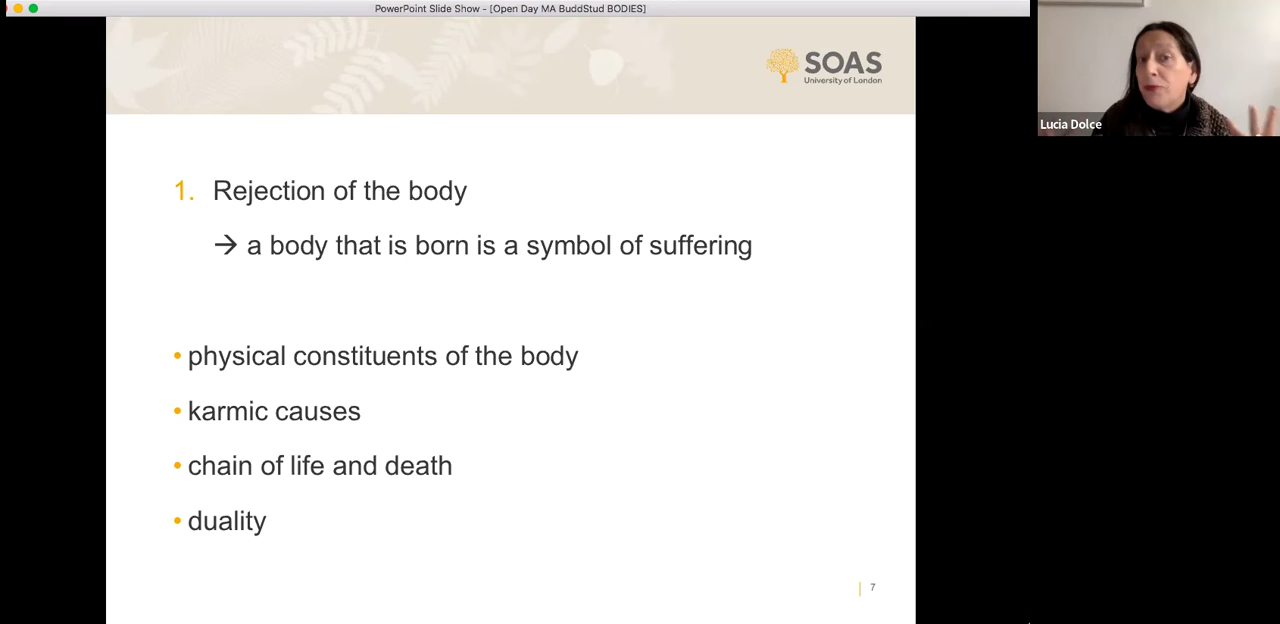 PowerPoint Slide Show - [Open Day MA BuddStud BODIES]
SOAS
University of London
Lucia Dolce
1. Rejection of the body
→ a body that is born is a symbol of suffering
• physical constituents of the body
• karmic causes
• chain of life and death
• duality
7